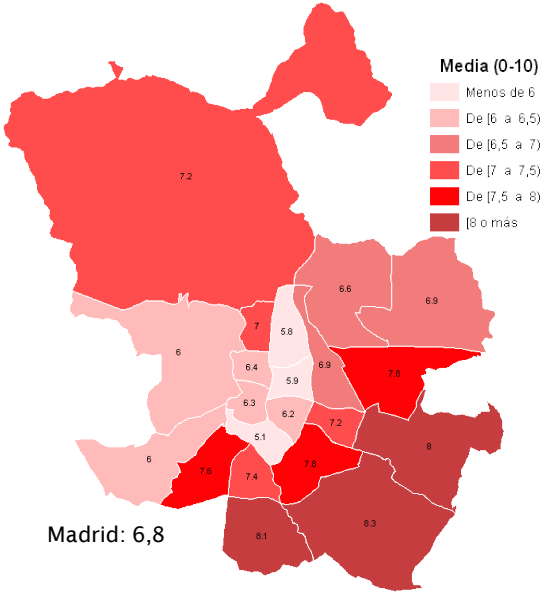 Media (0-10)
Menos de 6
De [6 a 6,5)
De [6,5 a 7)
De [7 a 7,5)
De [7,5 a 8)
[8 o más
7.2
6.6
6.9
7
5.8
6
6.4
6.9
7.8
5.9
6.3
6.2
7.2
5.1
8
6
7.6
7.4
7.8
8.3
8.1
Madrid: 6,8